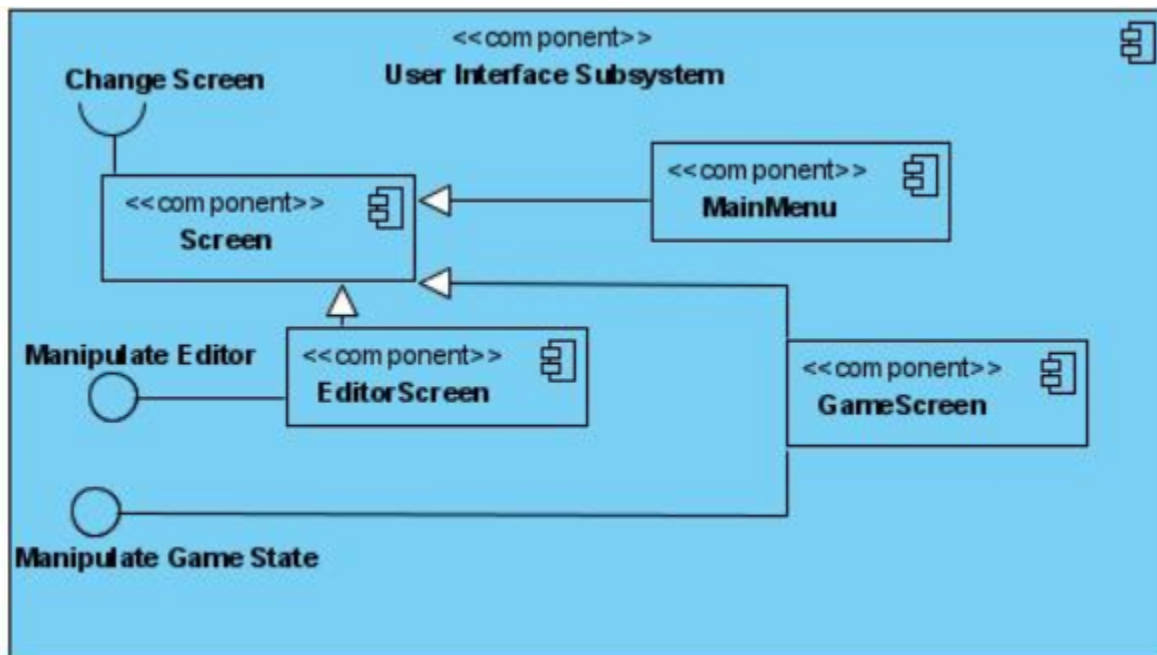 <<component>>
User Interface Subsystem
Change Screen
<<component>>
MainMenu
<<component>>
Screen
Manipulate Editor
<<component>>
EditorScreen
<<component>>
GameScreen
Manipulate Game State